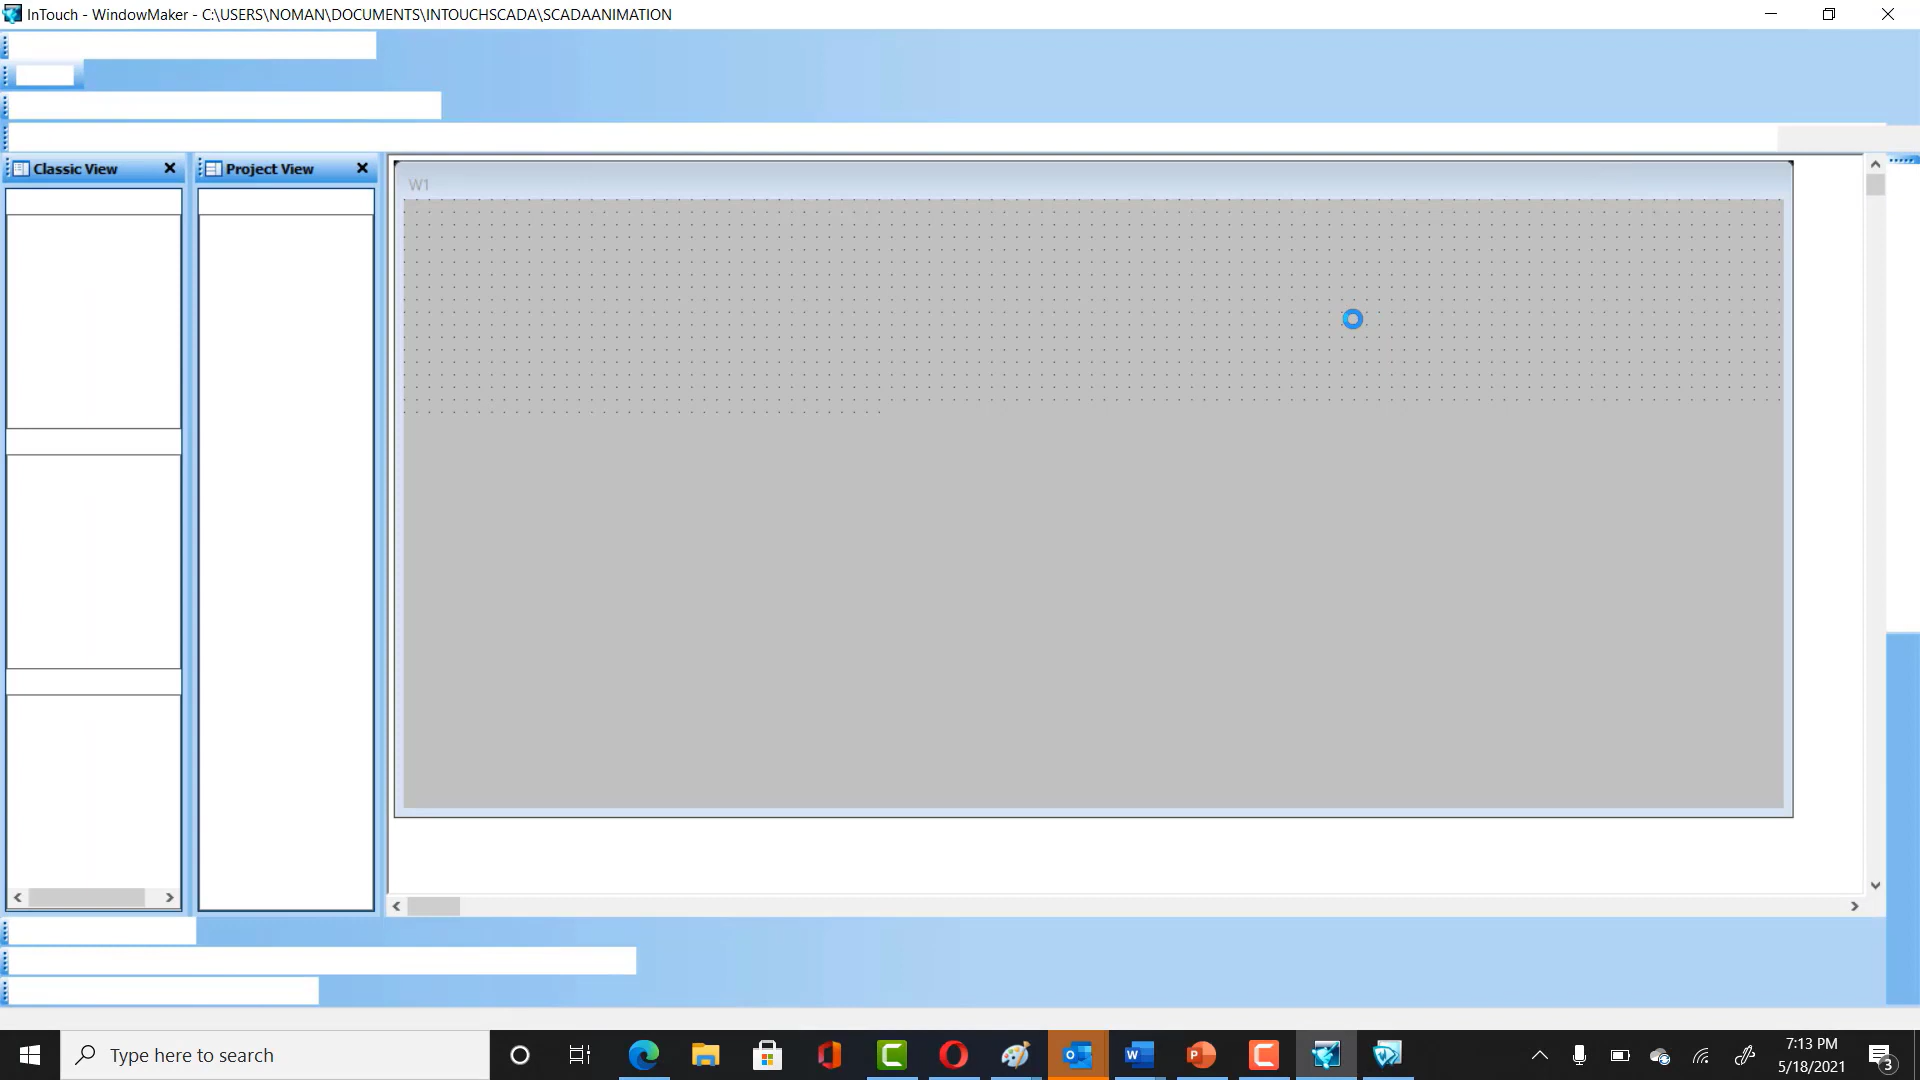 InTouch - WindowMaker - C:\USERS\NOMAN\DOCUMENTS\INTOUCHSCADA\SCADAANIMATION
Classic View
Project View
W1
Type here to search
7:13 PM
5/18/2021
3